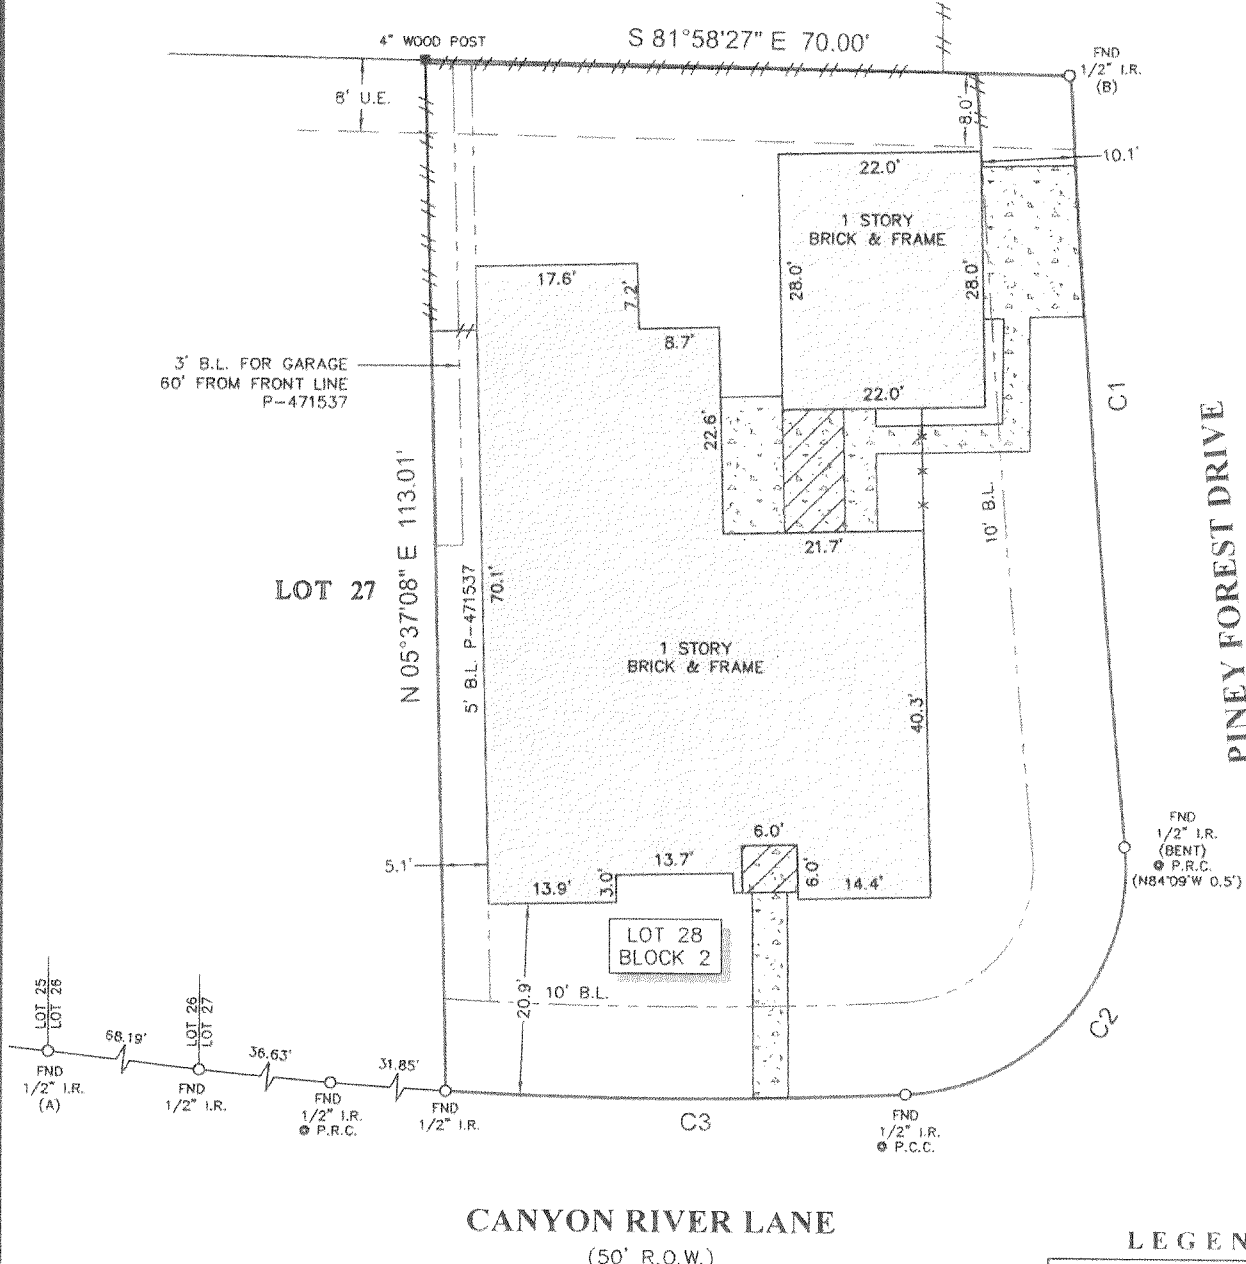 S 81°58'27" E 70.00'
4" WOOD POST
FND
1/2" I.R.
(B)
8' U.E.
8.0'
10.1'
22.0'
1 STORY
BRICK & FRAME
28.0'
28.0'
22.0'
17.6'
7.2'
8.7'
22.6'
3' B.L. FOR GARAGE
60' FROM FRONT LINE
P-471537
C1
PINEY FOREST DRIVE
N 05°37'08" E 113.01'
LOT 27
5' B.L. P-471537
70.1'
21.7'
10' B.L.
1 STORY
BRICK & FRAME
40.3'
FND
1/2" I.R.
(BENT)
@ P.R.C.
(N84°09'W 0.5')
5.1'
13.9'
3.0'
13.7'
6.0'
6.0'
14.4'
LOT 28
BLOCK 2
20.9'
10' B.L.
C2
LOT 25
LOT 26
LOT 26
LOT 27
68.19'
36.63'
31.85'
FND
1/2" I.R.
(A)
FND
1/2" I.R.
FND
1/2" I.R.
@ P.R.C.
FND
1/2" I.R.
C3
FND
1/2" I.R.
@ P.C.C.
CANYON RIVER LANE
(50' R.O.W.)
LEGEN